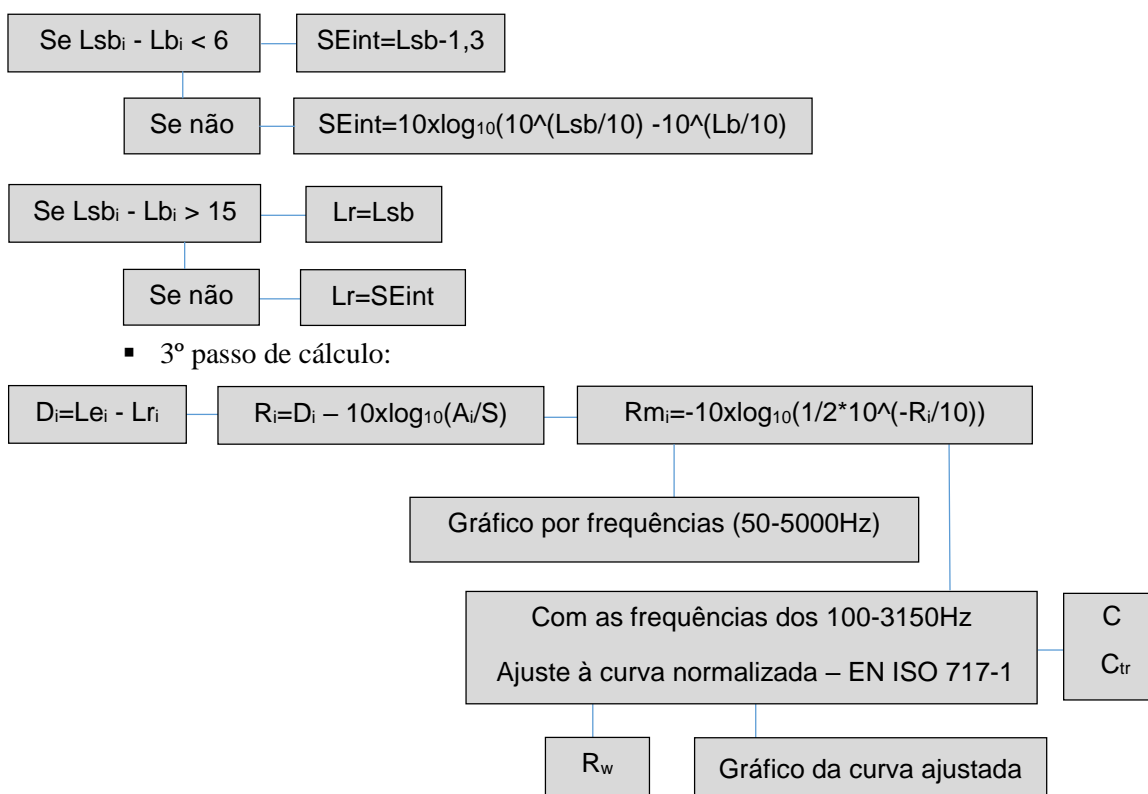 Se Lsbᵢ - Lbᵢ < 6
SEint=Lsb-1,3
Se não
SEint=10xlog₁₀(10^(Lsb/10) -10^(Lb/10)
Se Lsbᵢ - Lbᵢ > 15
Lr=Lsb
Se não
Lr=SEint
▪ 3º passo de cálculo:
Dᵢ=Leᵢ - Lrᵢ
Rᵢ=Dᵢ – 10xlog₁₀(Aᵢ/S)
Rmᵢ=-10xlog₁₀(1/2*10^(-Rᵢ/10))
Gráfico por frequências (50-5000Hz)
Com as frequências dos 100-3150Hz
Ajuste à curva normalizada – EN ISO 717-1
C
Ctr
Rw
Gráfico da curva ajustada